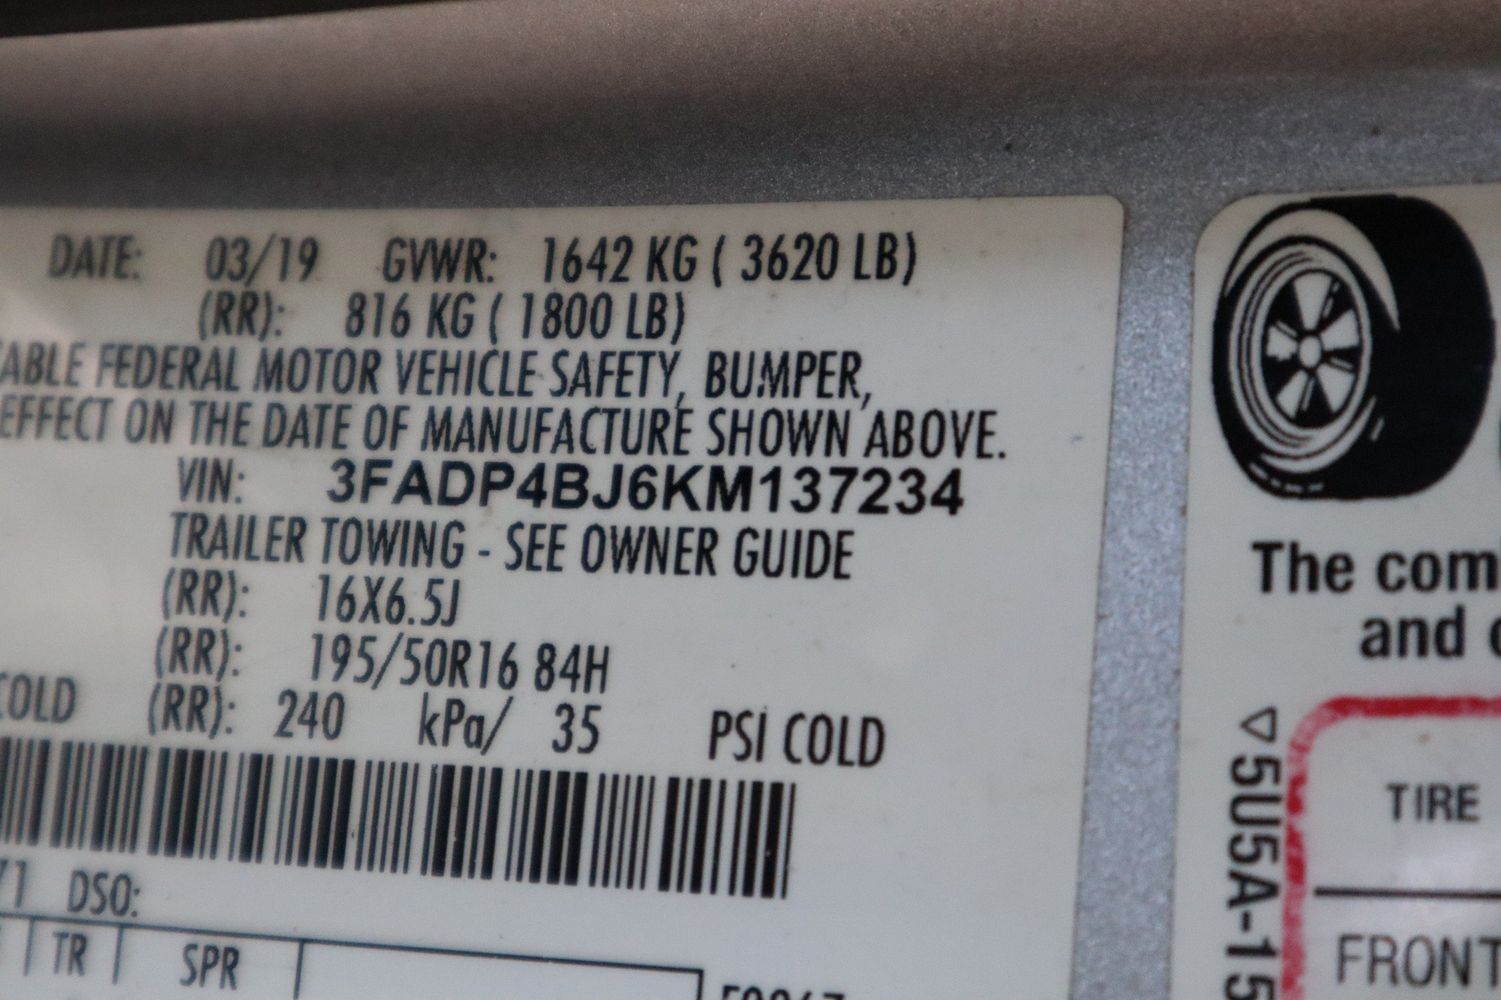 DATE: 03/19 GVWR: 1642 KG ( 3620 LB)
(RR): 816 KG ( 1800 LB)
ABLE FEDERAL MOTOR VEHICLE SAFETY, BUMPER,
EFFECT ON THE DATE OF MANUFACTURE SHOWN ABOVE.
VIN: 3FADP4BJ6KM137234
TRAILER TOWING - SEE OWNER GUIDE
(RR): 16X6.5J
(RR): 195/50R16 84H
COLD (RR): 240 kPa/ 35 PSI COLD
71 DSO:
TR SPR
The com
and
5U5A-15
TIRE
FRONT